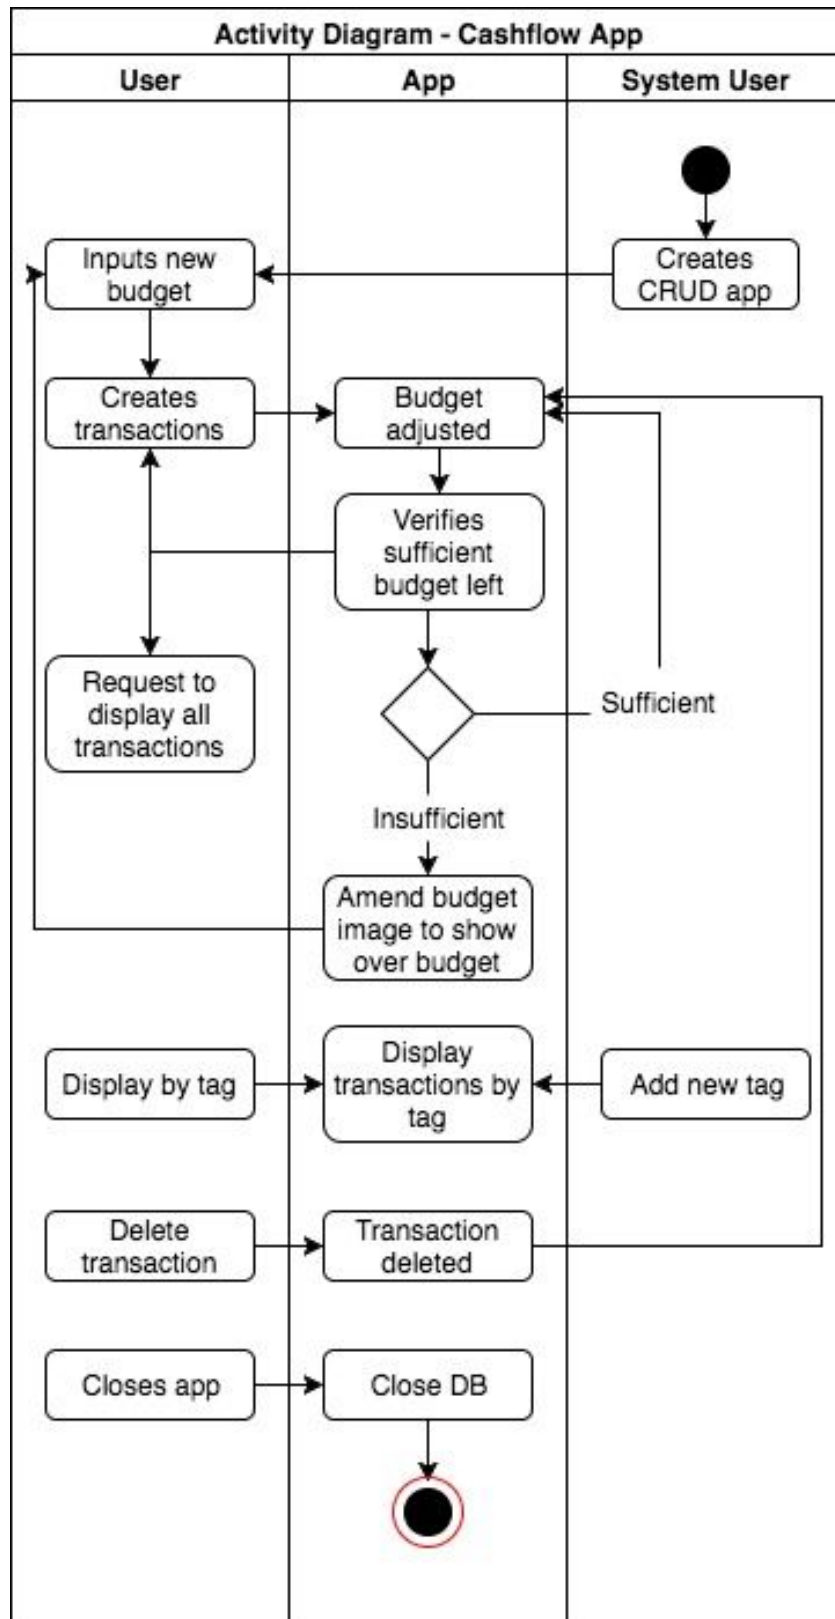 Activity Diagram - Cashflow App
User
App
System User
Inputs new
budget
Creates
CRUD app
Creates
transactions
Budget
adjusted
Verifies
sufficient
budget left
Request to
display all
transactions
Sufficient
Insufficient
Amend budget
image to show
over budget
Display by tag
Display
transactions by
tag
Add new tag
Delete
transaction
Transaction
deleted
Closes app
Close DB